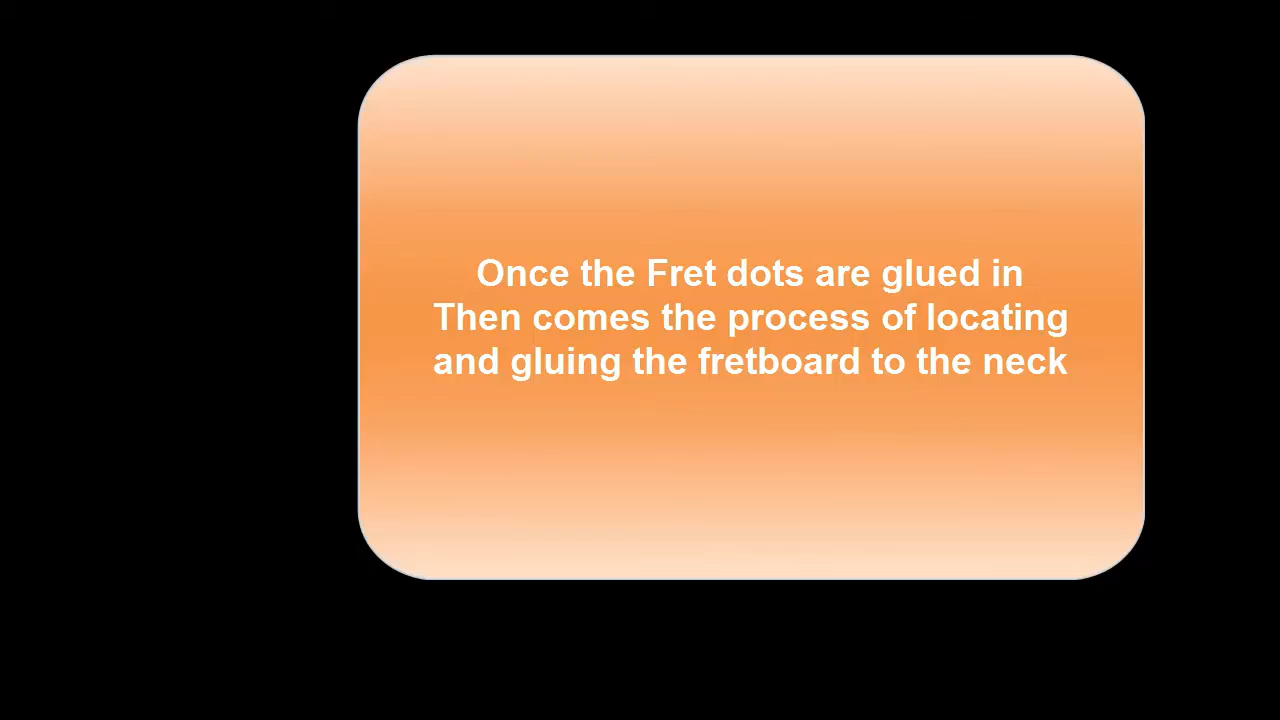 Once the Fret dots are glued in
Then comes the process of locating
and gluing the fretboard to the neck